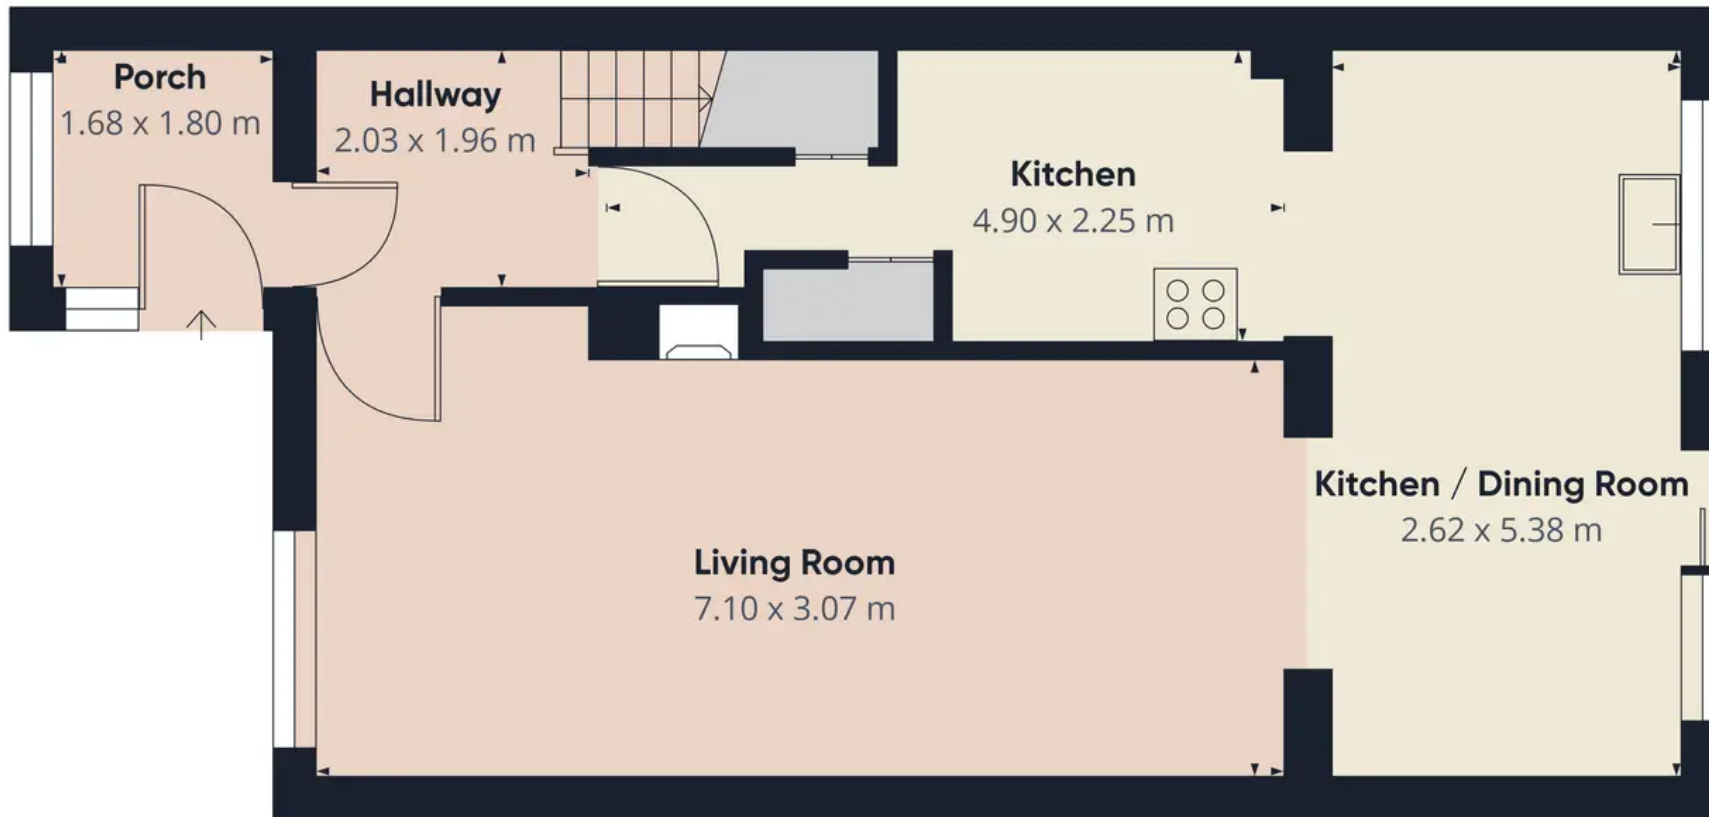 Porch
1.68 x 1.80 m
Hallway
2.03 x 1.96 m
Kitchen
4.90 x 2.25 m
Kitchen / Dining Room
2.62 x 5.38 m
Living Room
7.10 x 3.07 m